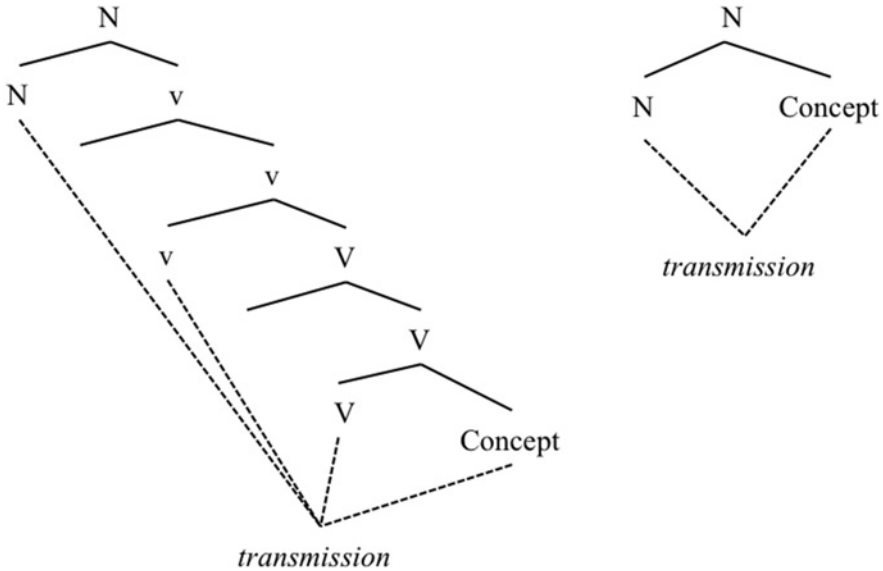 N
N v
v
v V
V
V Concept
transmission
N
N Concept
transmission